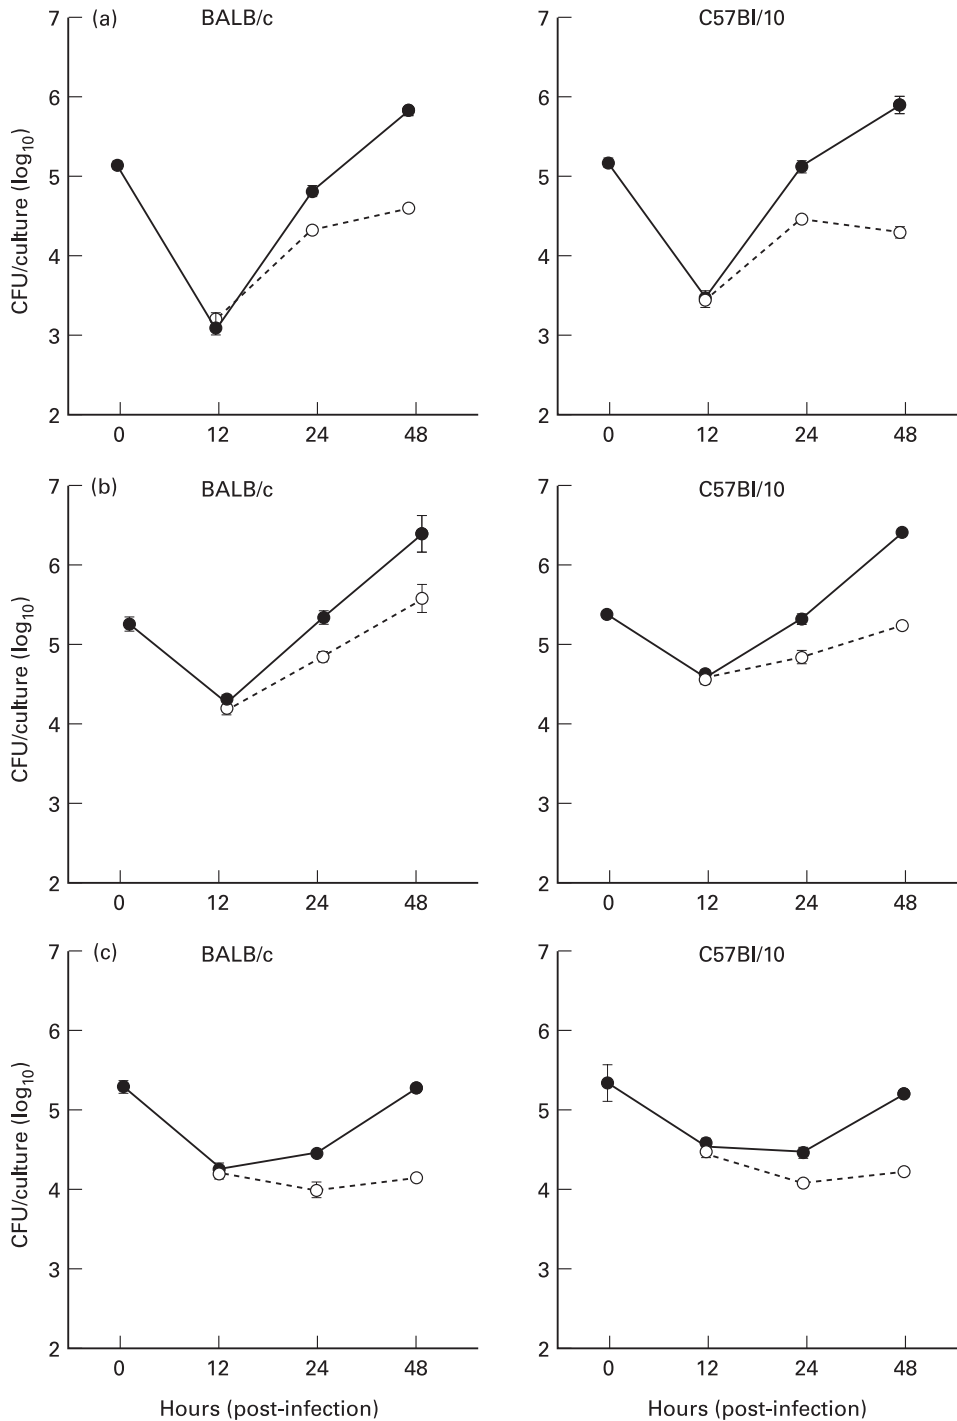 (a) BALB/c C57Bl/10
7 7
6 6
5 5
4 4
3 3
2 2
CFU/culture (log10)
0 12 24 48 0 12 24 48
(b) BALB/c C57Bl/10
7 7
6 6
5 5
4 4
3 3
2 2
CFU/culture (log10)
0 12 24 48 0 12 24 48
(c) BALB/c C57Bl/10
7 7
6 6
5 5
4 4
3 3
2 2
CFU/culture (log10)
0 12 24 48 0 12 24 48
Hours (post-infection) Hours (post-infection)